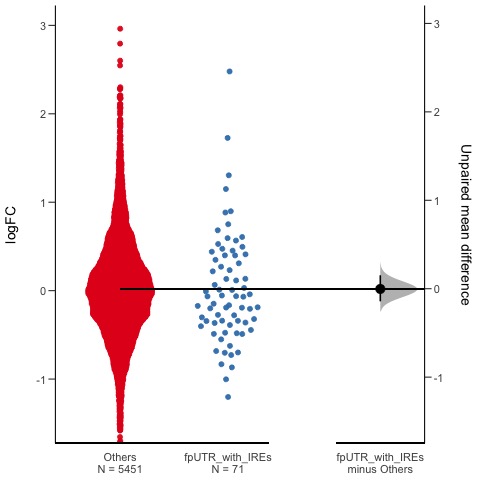 3
2
1
0
-1
logFC
3
2
1
0
-1
Unpaired mean difference
Others
N = 5451
fpUTR_with_IREs
N = 71
fpUTR_with_IREs
minus Others